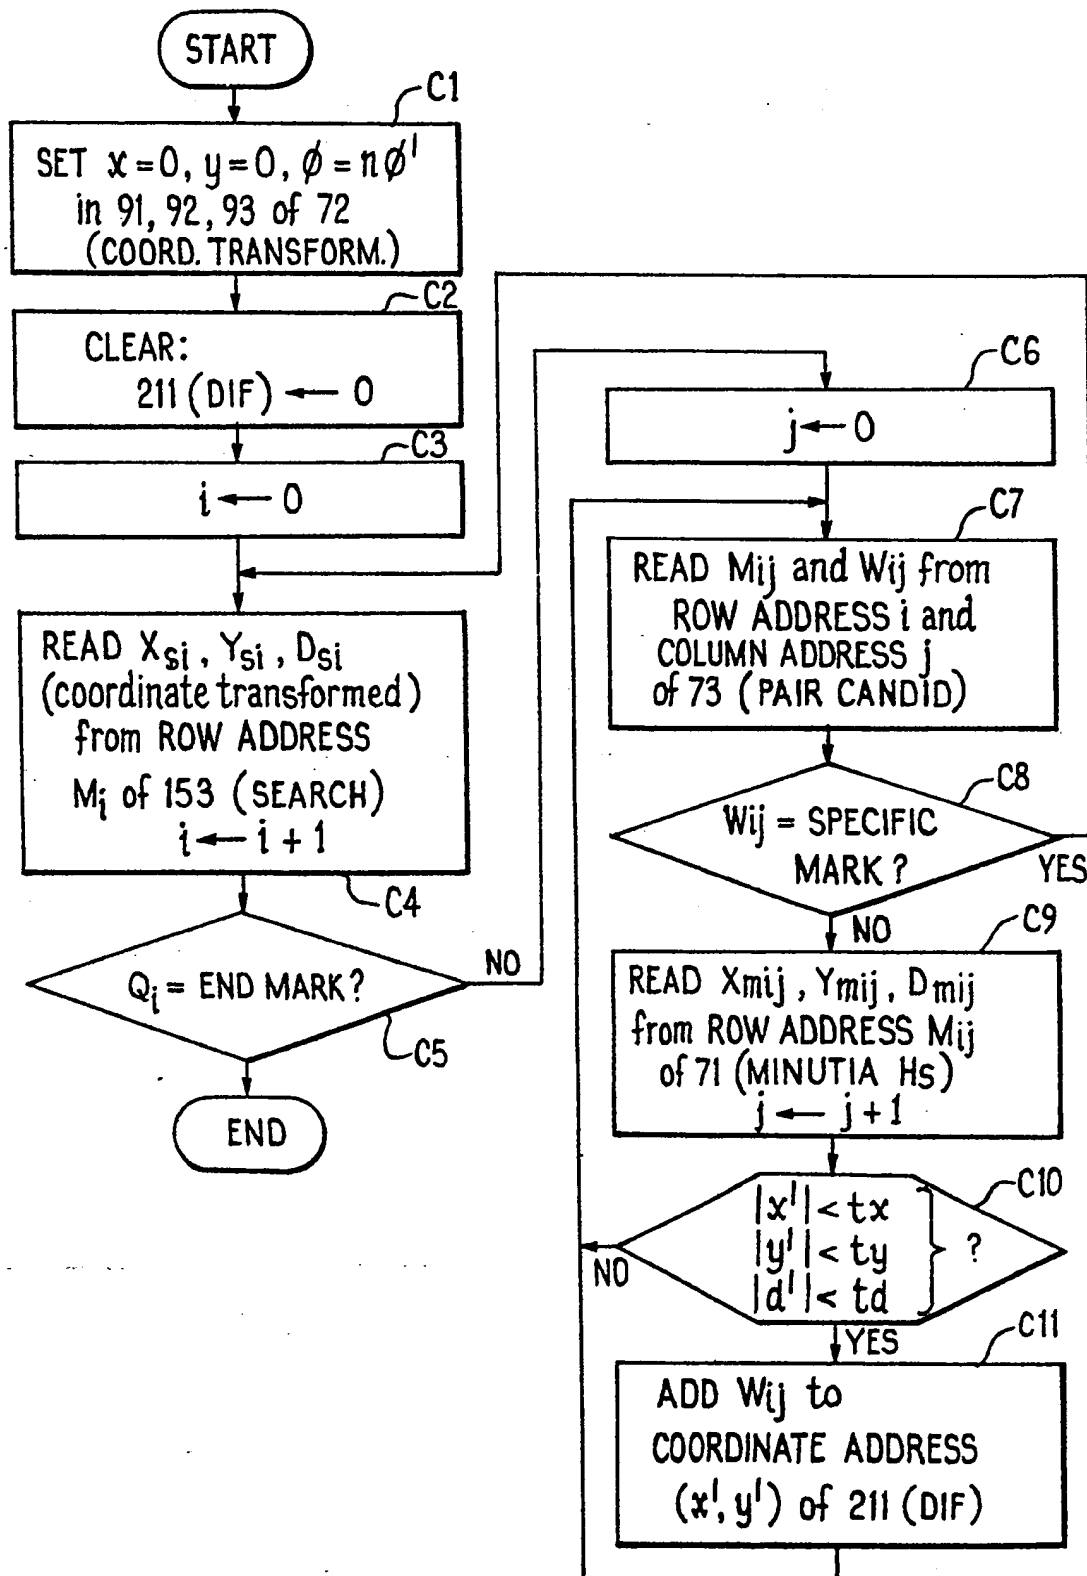 START
C1
SET x=0, y=0, ϕ=nϕ'
in 91, 92, 93 of 72
(COORD. TRANSFORM.)
C2
CLEAR:
211 (DIF) ← 0
C3
i ← 0
READ Xsi, Ysi, Dsi
(coordinate transformed)
from ROW ADDRESS
Mi of 153 (SEARCH)
i ← i + 1
C4
Qi = END MARK?
NO
C5
END
C6
j ← 0
C7
READ Mij and Wij from
ROW ADDRESS i and
COLUMN ADDRESS j
of 73 (PAIR CANDID)
C8
Wij = SPECIFIC
MARK?
YES
NO
C9
READ Xmij, Ymij, Dmij
from ROW ADDRESS Mij
of 71 (MINUTIA Hs)
j ← j + 1
C10
|x'| < tx
|y'| < ty
|d'| < td
?
NO
YES
C11
ADD Wij to
COORDINATE ADDRESS
(x', y') of 211 (DIF)